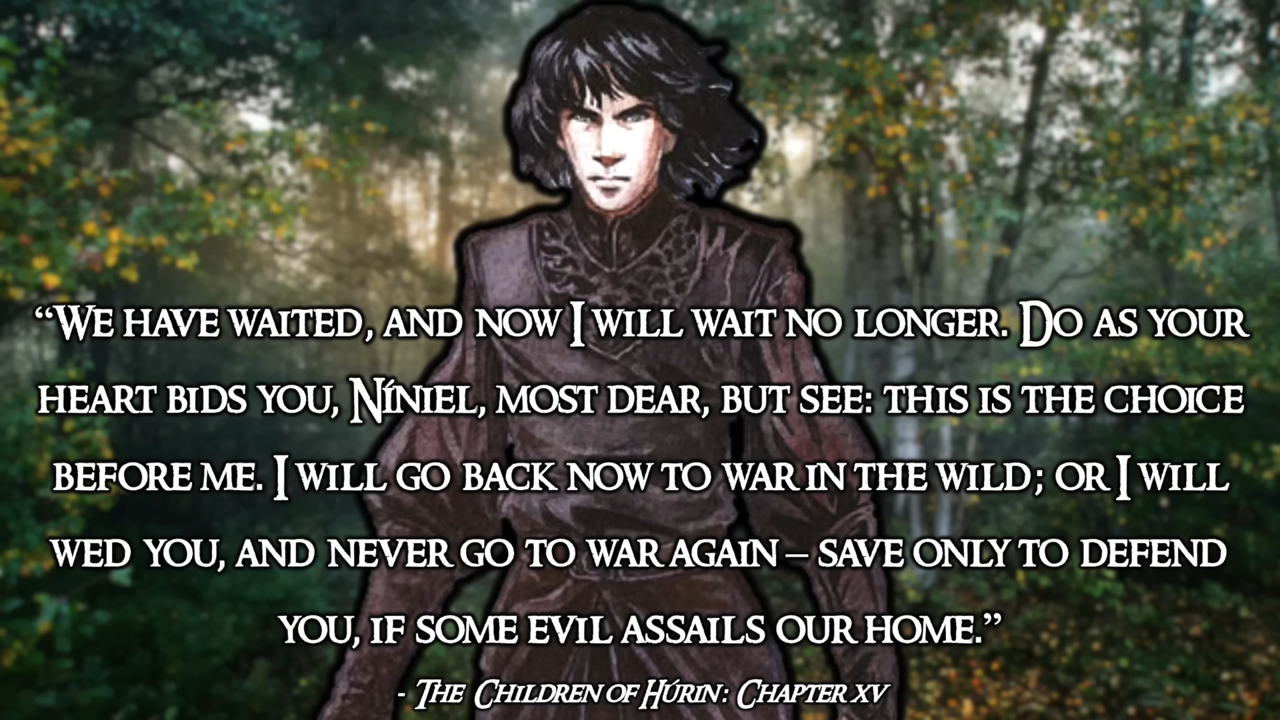 “We have waited, and now I will wait no longer. Do as your
heart bids you, Níniel, most dear, but see: this is the choice
before me. I will go back now to war in the wild; or I will
wed you, and never go to war again – save only to defend
you, if some evil assails our home.”
- The Children of Húrin: Chapter XV